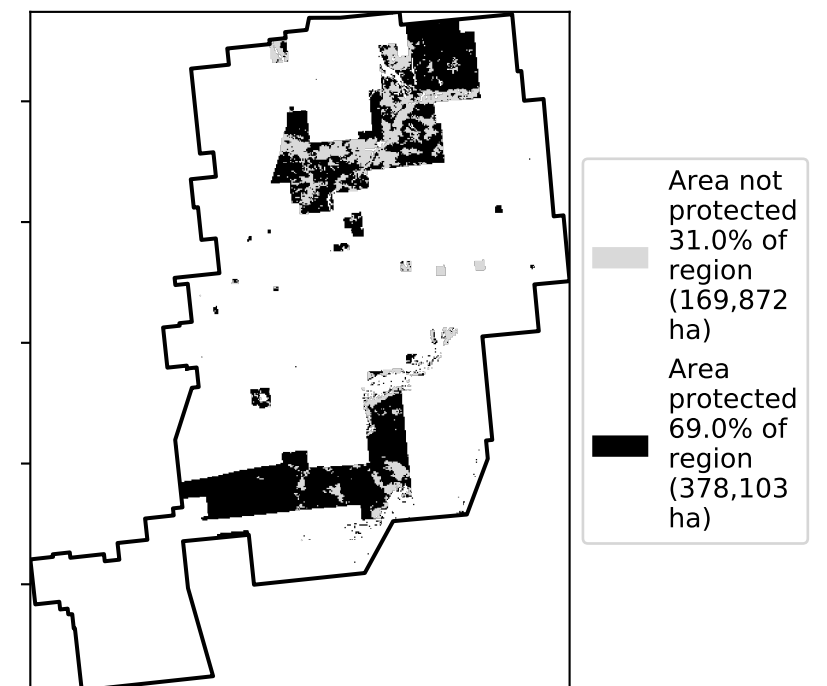 Area not
protected
31.0% of
region
(169,872
ha)
Area
protected
69.0% of
region
(378,103
ha)